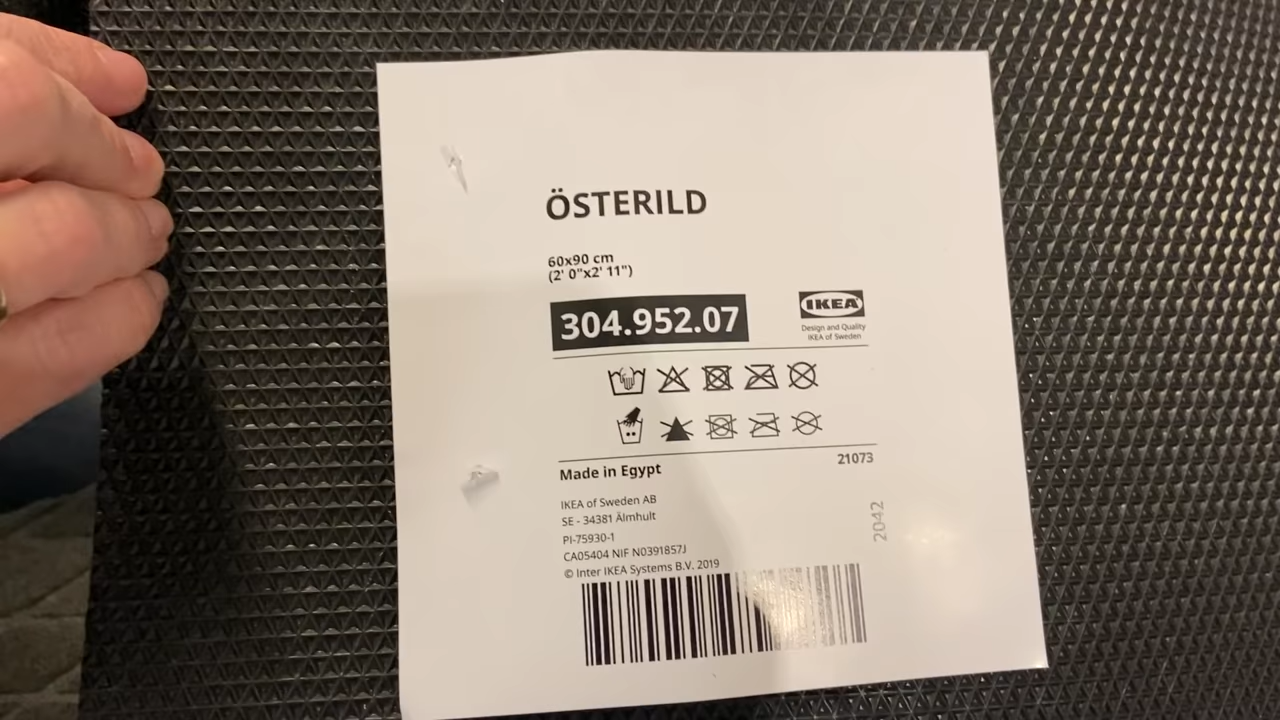 ÖSTERILD
60x90 cm
(2' 0"x2' 11")
304.952.07
IKEA
Design and Quality
IKEA of Sweden
Made in Egypt
21073
IKEA of Sweden AB
SE - 34381 Älmhult
PI-75930-1
CA05404 NIF N0391857J
© Inter IKEA Systems B.V. 2019
2042